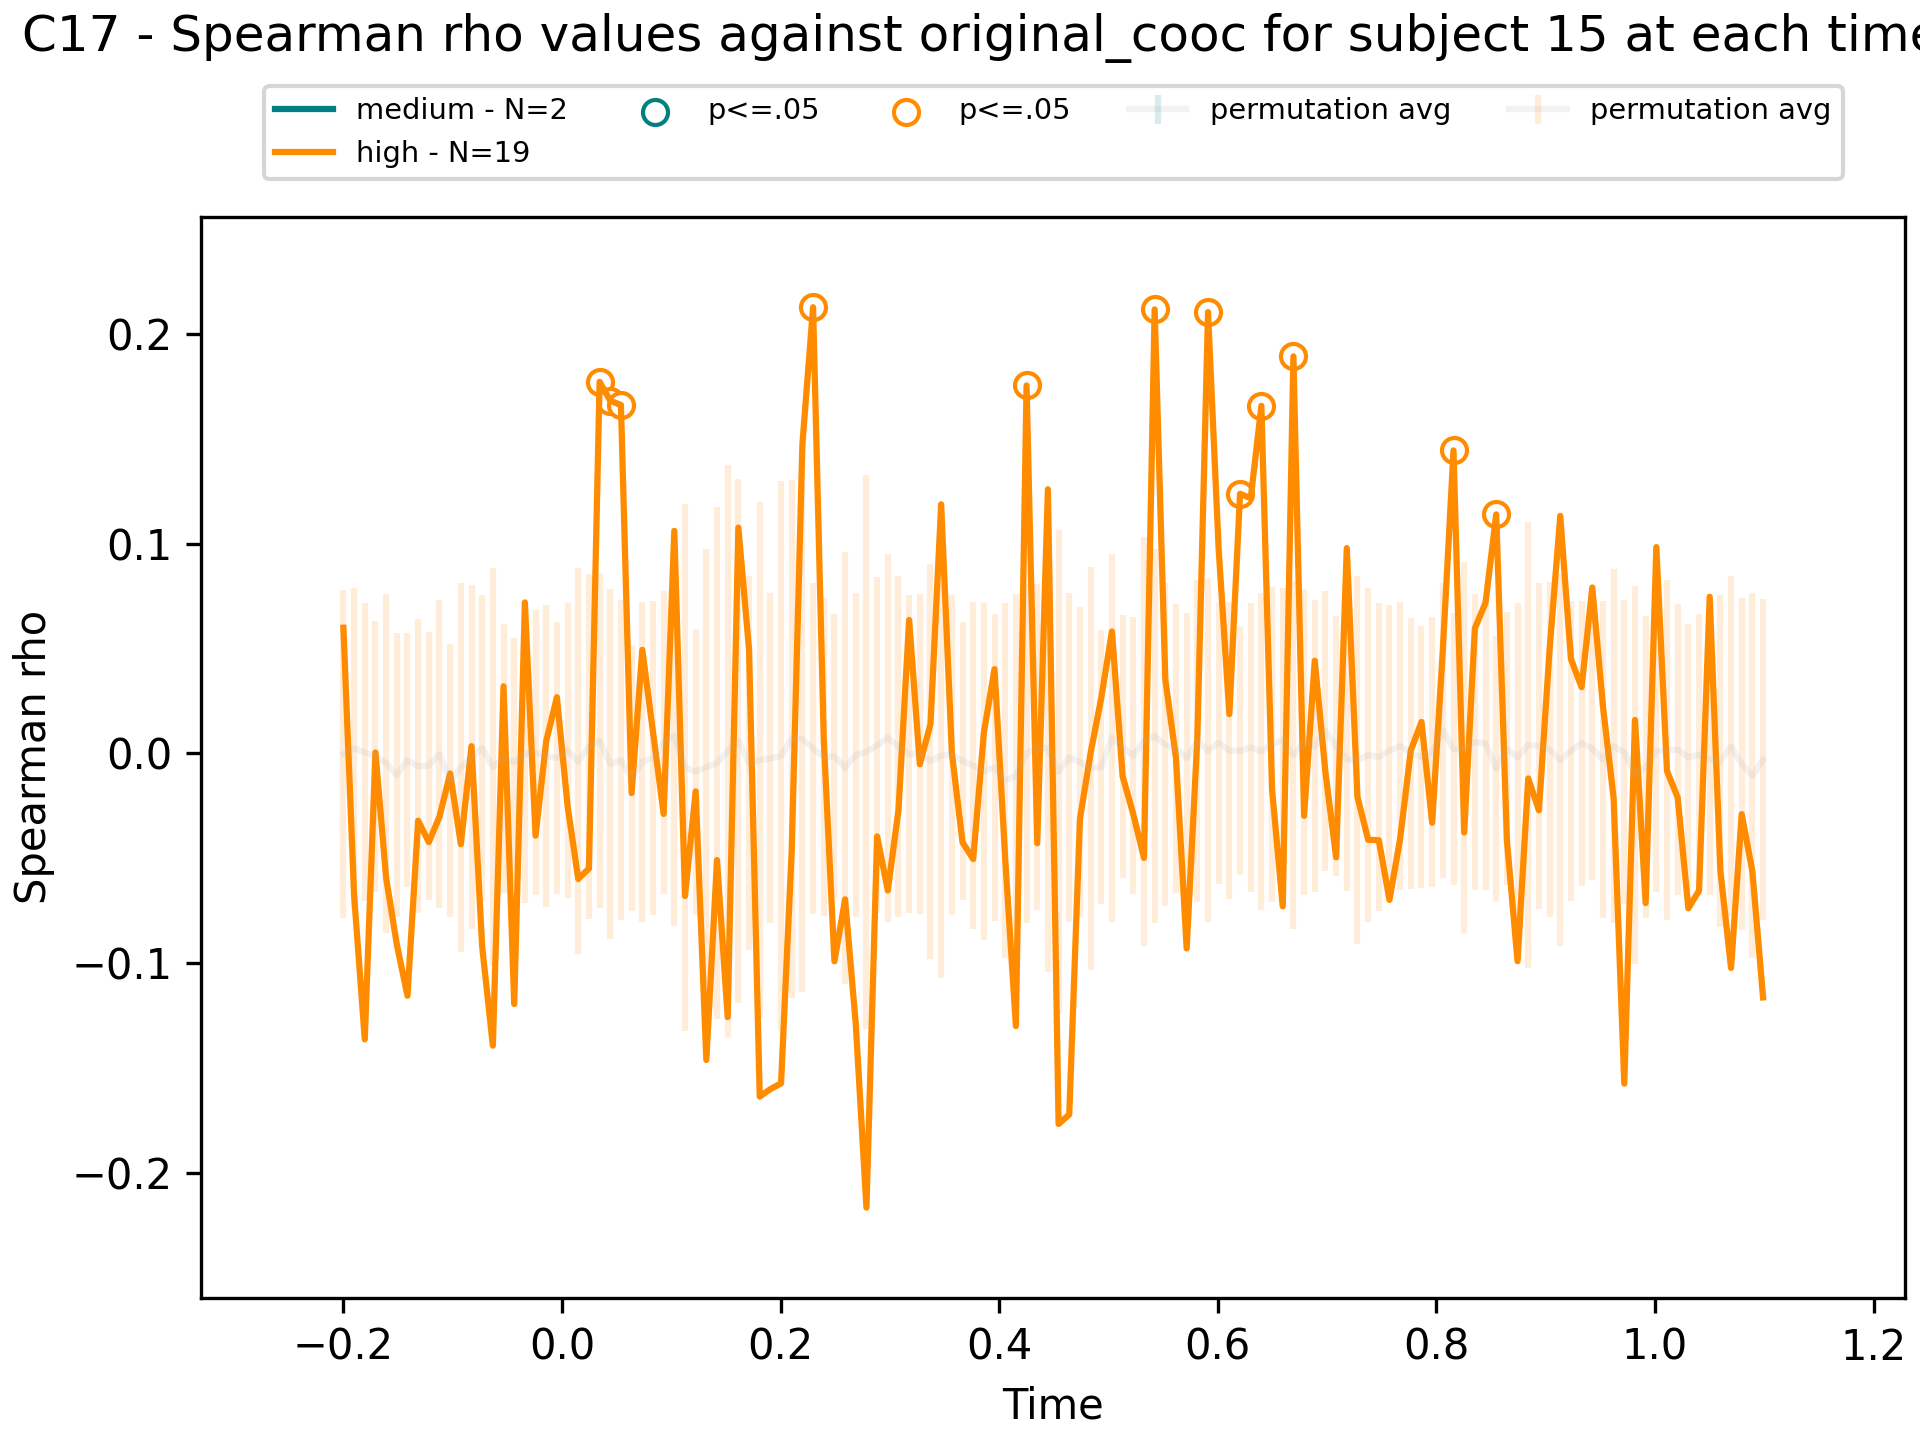 C17 - Spearman rho values against original_cooc for subject 15 at each time
medium - N=2
high - N=19
p<=.05
p<=.05
permutation avg
permutation avg
Spearman rho
0.2
0.1
0.0
−0.1
−0.2
−0.2 0.0 0.2 0.4 0.6 0.8 1.0 1.2
Time